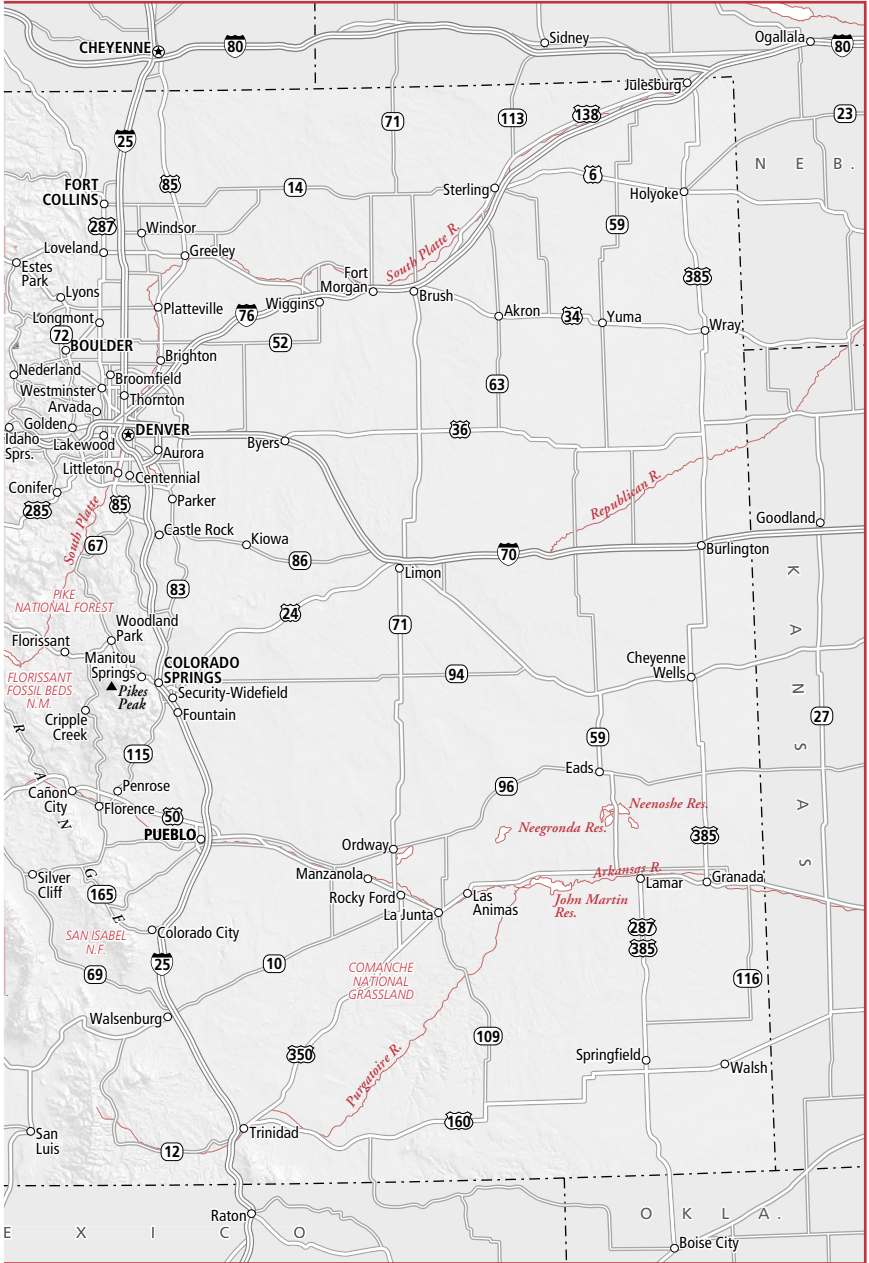 CHEYENNE
80
Sidney
Ogallala
80
Julesburg
71
113
138
23
25
N E B.
FORT
COLLINS
85
14
Sterling
6
Holyoke
287
Windsor
59
Loveland
Greeley
South Platte R.
Estes
Park
385
Lyons
Fort
Morgan
Platteville
Wiggins
Brush
Longmont
76
Akron
34
Yuma
Wray
72
BOULDER
52
Brighton
Nederland
Broomfield
63
Westminster
Thornton
Arvada
Golden
DENVER
36
Idaho
Sprs.
Lakewood
Byers
Aurora
Littleton
Centennial
Conifer
Republican R.
285
South Platte
85
Parker
Goodland
67
Castle Rock
Kiowa
Burlington
86
70
Limon
83
PIKE
NATIONAL FOREST
24
71
Woodland
Park
Florissant
Manitou
Springs
COLORADO
SPRINGS
94
Cheyenne
Wells
FLORISSANT
FOSSIL BEDS
N.M.
Pikes
Peak
Security-Widefield
Cripple
Creek
Fountain
27
115
59
Eads
Cañon
City
Penrose
96
Florence
50
Neenoshe Res.
Neegronda Res.
PUEBLO
385
Ordway
K A N S A S
Silver
Cliff
Manzanola
Arkansas R.
Granada
Lamar
165
Rocky Ford
Las
Animas
John Martin
Res.
La Junta
R A N G E
Colorado City
287
385
SAN ISABEL
N.F.
25
10
COMANCHE
NATIONAL
GRASSLAND
69
116
Walsenburg
109
350
Purgatoire R.
Springfield
Walsh
160
San
Luis
Trinidad
12
Raton
O K L A.
E X I C O
Boise City